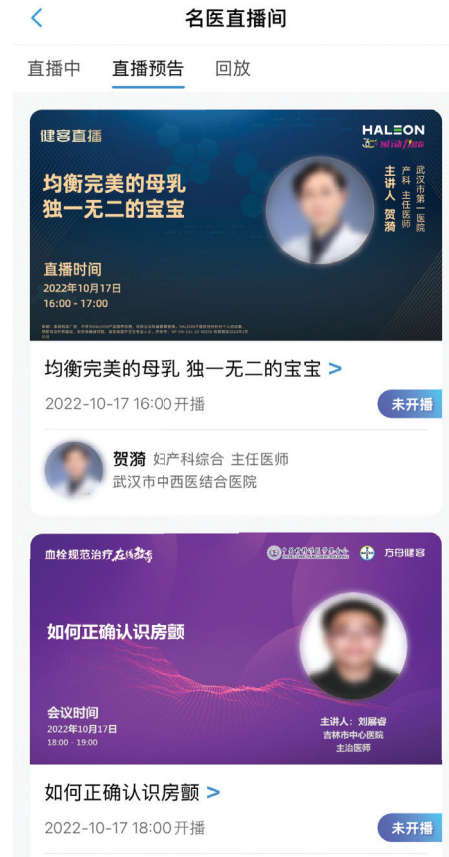 名医直播间
直播中 直播预告 回放
健客直播
HALEON
均衡完美的母乳
独一无二的宝宝
主讲人 贺漪
产科 主任医师
武汉市第一医院
直播时间
2022年10月17日
16:00 - 17:00
均衡完美的母乳 独一无二的宝宝 >
2022-10-17 16:00开播
未开播
贺漪 妇产科综合 主任医师
武汉市中西医结合医院
血栓规范治疗在线教育
方舟健客
如何正确认识房颤
会议时间
2022年10月17日
18:00 - 19:00
主讲人：刘展睿
吉林市中心医院
主治医师
如何正确认识房颤 >
2022-10-17 18:00开播
未开播